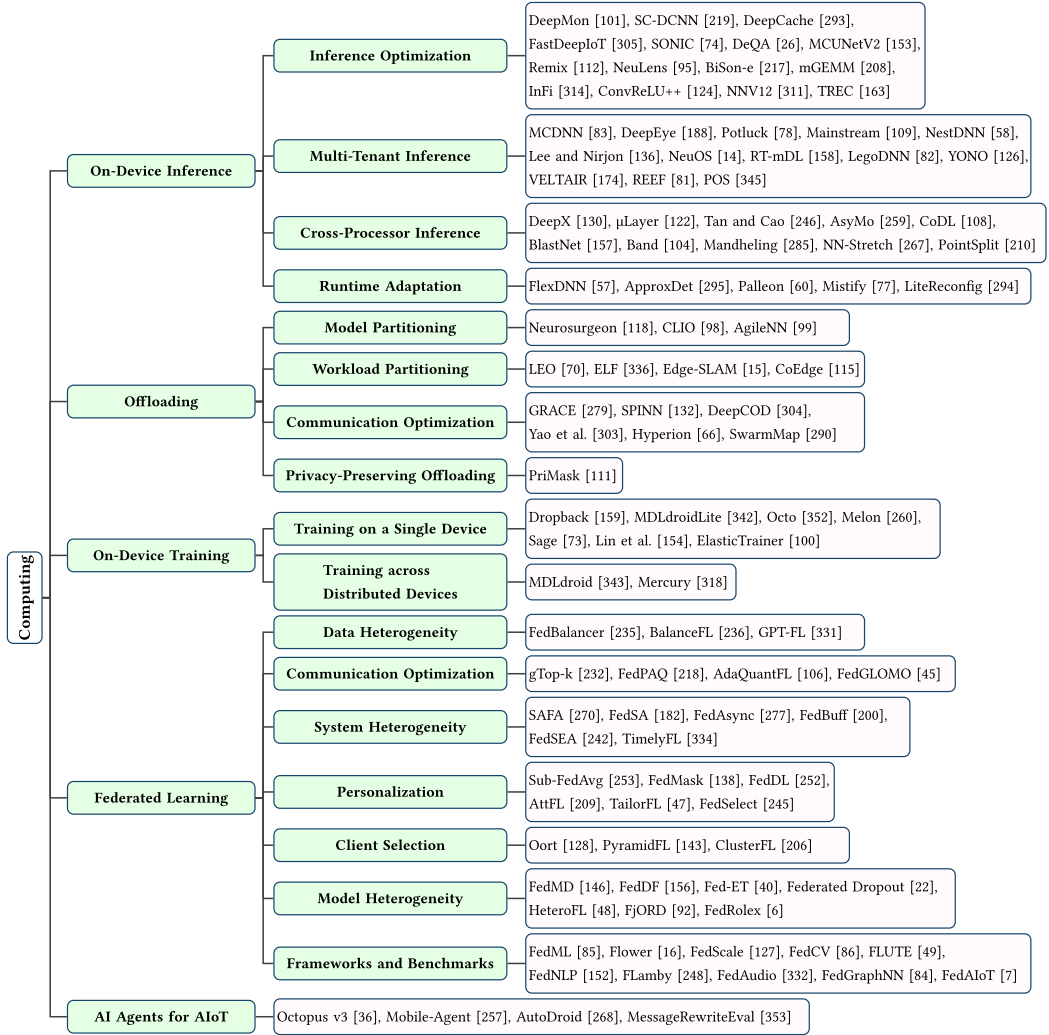 Computing
On-Device Inference
Inference Optimization
DeepMon [101], SC-DCNN [219], DeepCache [293],
FastDeepIoT [305], SONIC [74], DeQA [26], MCUNetV2 [153],
Remix [112], NeuLens [95], BiSon-e [217], mGEMM [208],
InFi [314], ConvReLU++ [124], NNV12 [311], TREC [163]
Multi-Tenant Inference
MCDNN [83], DeepEye [188], Potluck [78], Mainstream [109], NestDNN [58],
Lee and Nirjon [136], NeuOS [14], RT-mDL [158], LegoDNN [82], YONO [126],
VELTAIR [174], REEF [81], POS [345]
Cross-Processor Inference
DeepX [130], μLayer [122], Tan and Cao [246], AsyMo [259], CoDL [108],
BlastNet [157], Band [104], Mandheling [285], NN-Stretch [267], PointSplit [210]
Runtime Adaptation
FlexDNN [57], ApproxDet [295], Palleon [60], Mistify [77], LiteReconfig [294]
Offloading
Model Partitioning
Neurosurgeon [118], CLIO [98], AgileNN [99]
Workload Partitioning
LEO [70], ELF [336], Edge-SLAM [15], CoEdge [115]
Communication Optimization
GRACE [279], SPINN [132], DeepCOD [304],
Yao et al. [303], Hyperion [66], SwarmMap [290]
Privacy-Preserving Offloading
PriMask [111]
On-Device Training
Training on a Single Device
Dropback [159], MDLdroidLite [342], Octo [352], Melon [260],
Sage [73], Lin et al. [154], ElasticTrainer [100]
Training across
Distributed Devices
MDLdroid [343], Mercury [318]
Federated Learning
Data Heterogeneity
FedBalancer [235], BalanceFL [236], GPT-FL [331]
Communication Optimization
gTop-k [232], FedPAQ [218], AdaQuantFL [106], FedGLOMO [45]
System Heterogeneity
SAFA [270], FedSA [182], FedAsync [277], FedBuff [200],
FedSEA [242], TimelyFL [334]
Personalization
Sub-FedAvg [253], FedMask [138], FedDL [252],
AttFL [209], TailorFL [47], FedSelect [245]
Client Selection
Oort [128], PyramidFL [143], ClusterFL [206]
Model Heterogeneity
FedMD [146], FedDF [156], Fed-ET [40], Federated Dropout [22],
HeteroFL [48], FjORD [92], FedRolex [6]
Frameworks and Benchmarks
FedML [85], Flower [16], FedScale [127], FedCV [86], FLUTE [49],
FedNLP [152], FLamby [248], FedAudio [332], FedGraphNN [84], FedAIoT [7]
AI Agents for AIoT
Octopus v3 [36], Mobile-Agent [257], AutoDroid [268], MessageRewriteEval [353]